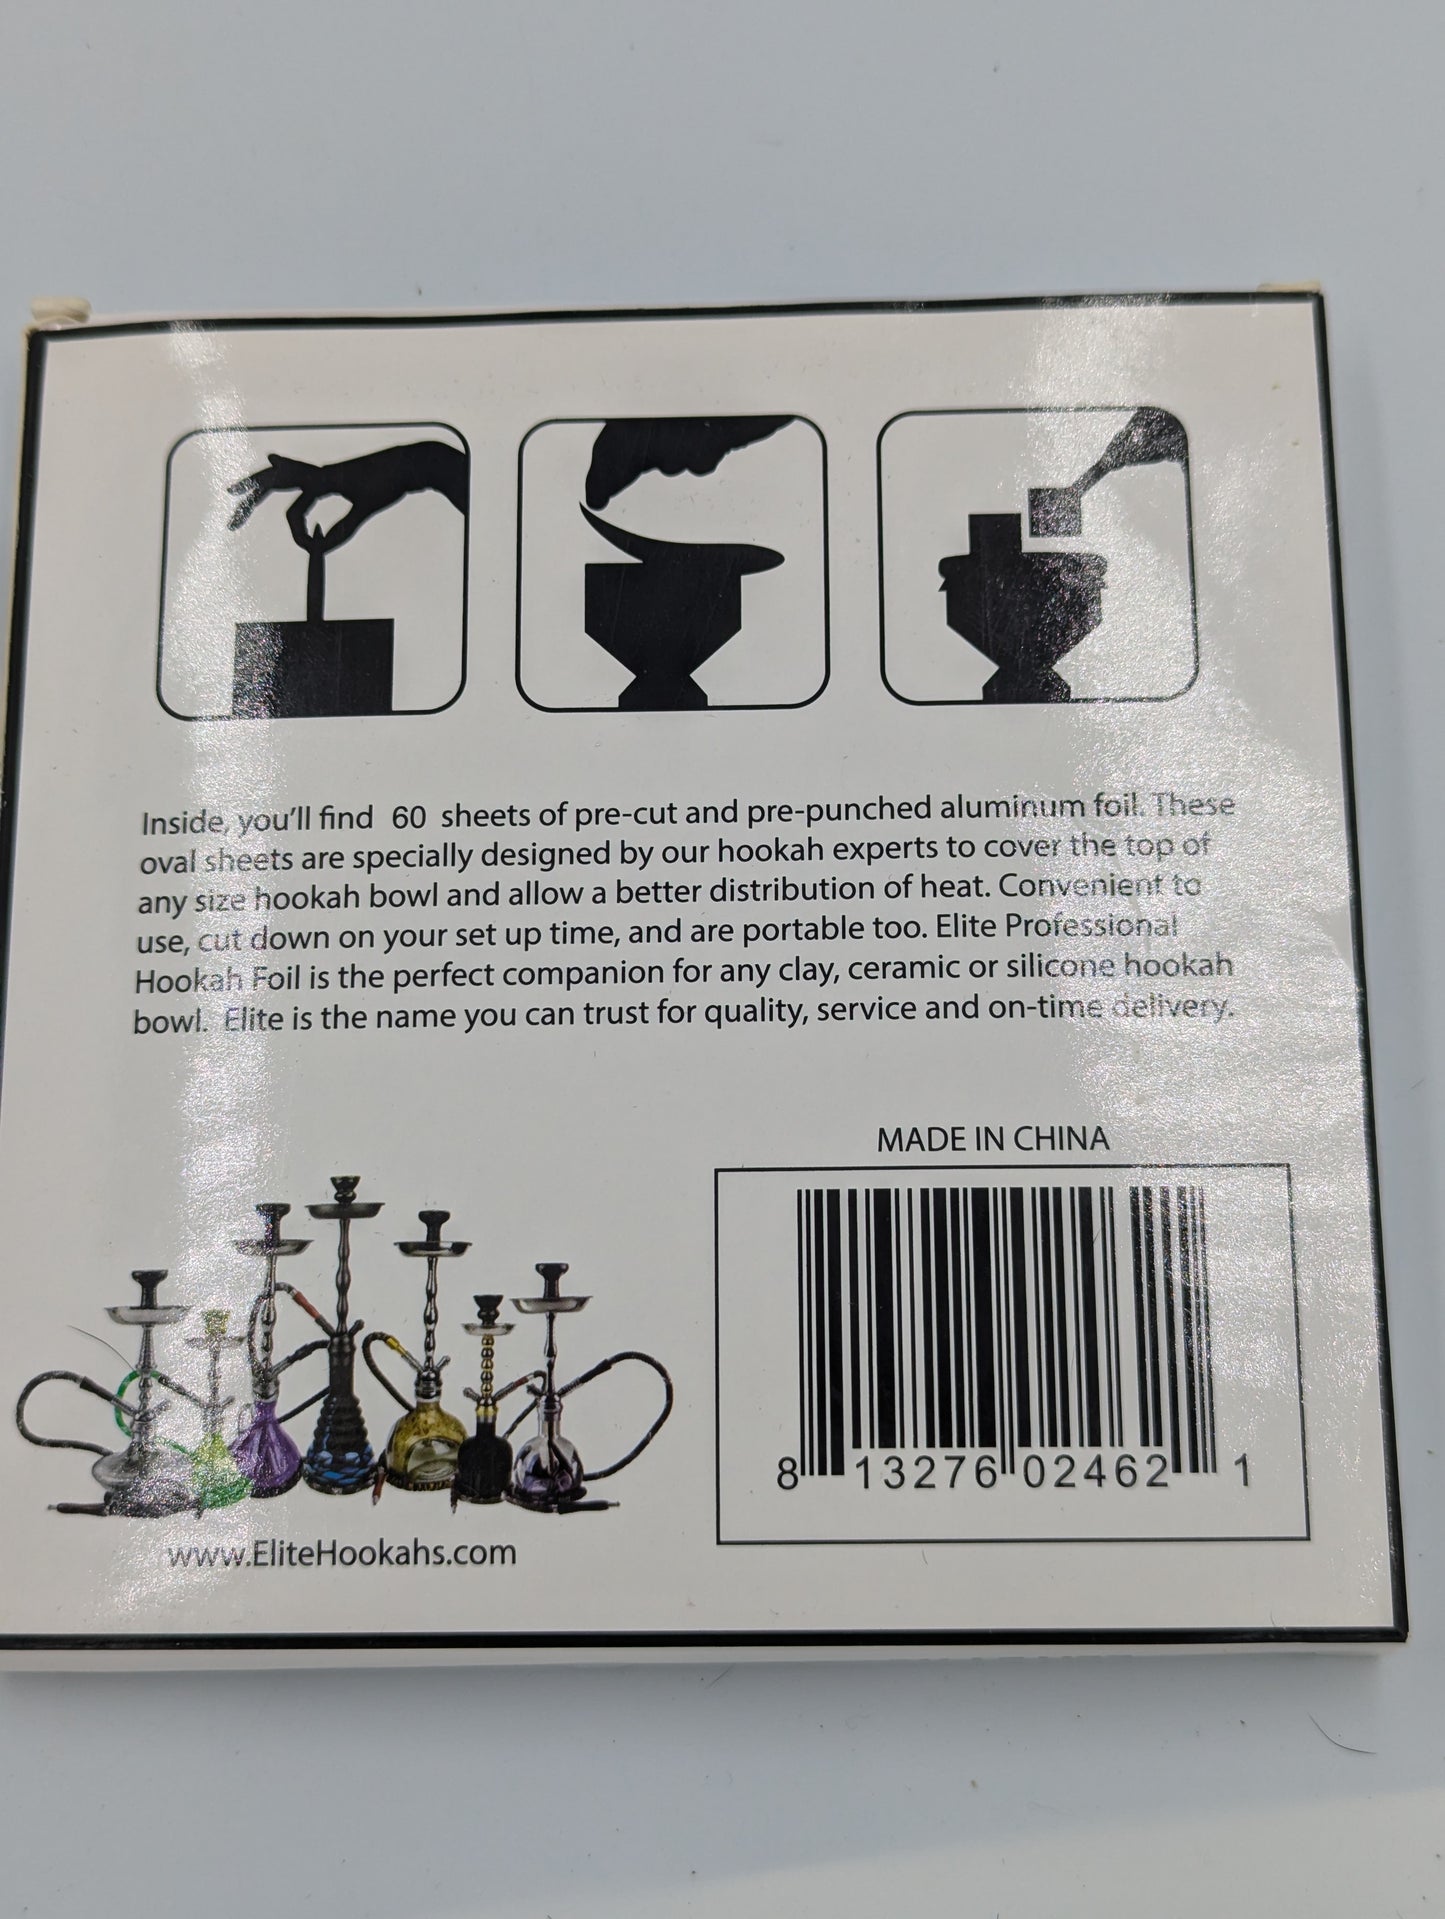 Inside, you'll find  60  sheets of pre-cut and pre-punched aluminum foil. These
oval sheets are specially designed by our hookah experts to cover the top of
any size hookah bowl and allow a better distribution of heat. Convenient to
use, cut down on your set up time, and are portable too. Elite Professional
Hookah Foil is the perfect companion for any clay, ceramic or silicone hookah
bowl.  Elite is the name you can trust for quality, service and on-time delivery.
MADE IN CHINA
8 13276 02462 1
www.EliteHookahs.com